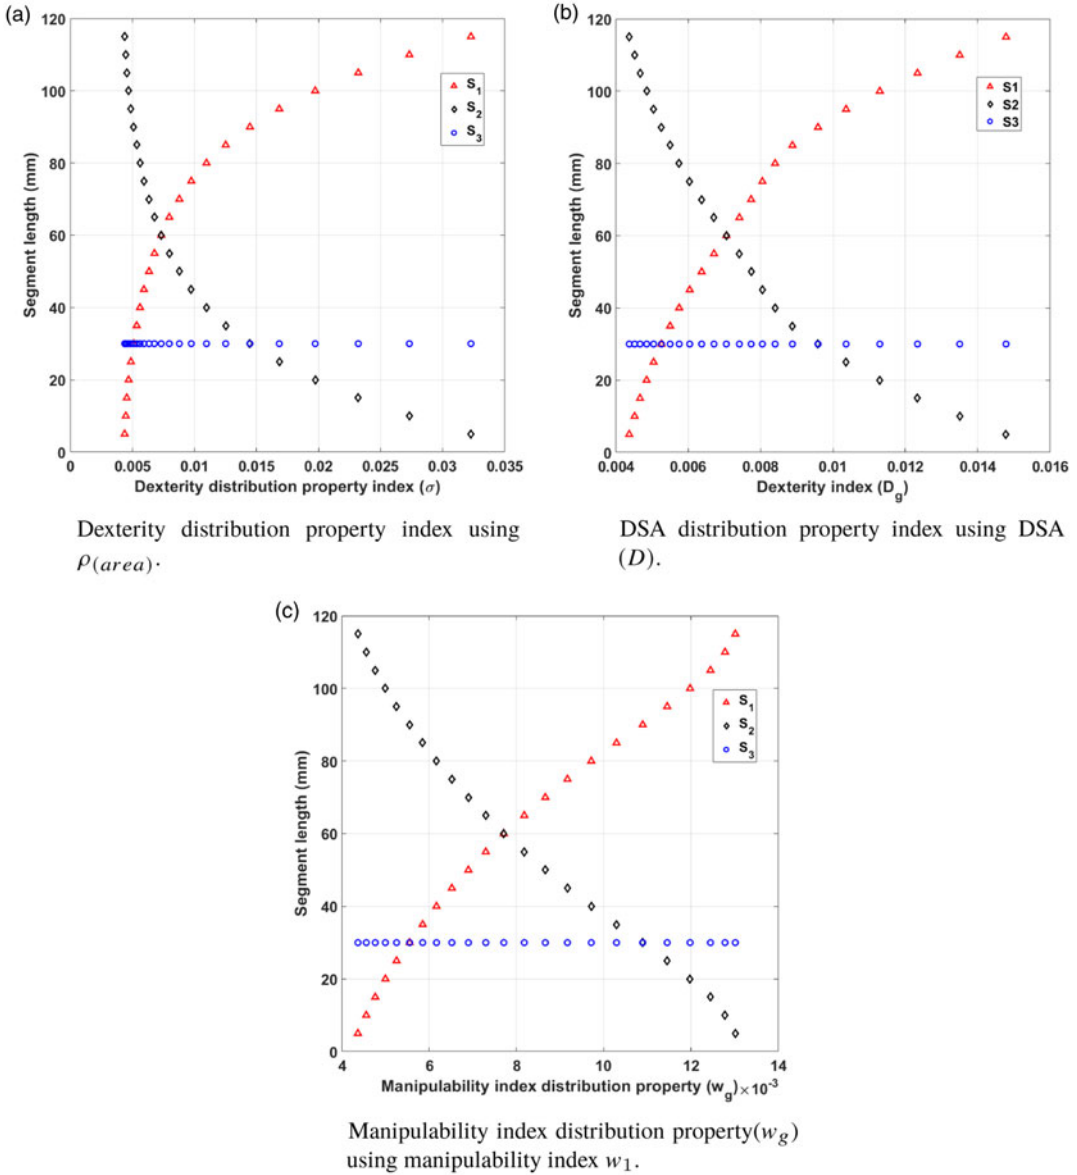 (a)
120
100
80
60
40
20
0
Segment length (mm)
S1
S2
S3
0 0.005 0.01 0.015 0.02 0.025 0.03 0.035
Dexterity distribution property index (σ)
Dexterity distribution property index using
ρ(area).
(b)
120
100
80
60
40
20
0
Segment length (mm)
S1
S2
S3
0.004 0.006 0.008 0.01 0.012 0.014 0.016
Dexterity index (Dg)
DSA distribution property index using DSA
(D).
(c)
120
100
80
60
40
20
0
Segment length (mm)
S1
S2
S3
4 6 8 10 12 14
Manipulability index distribution property (wg)×10-3
Manipulability index distribution property(wg)
using manipulability index w1.